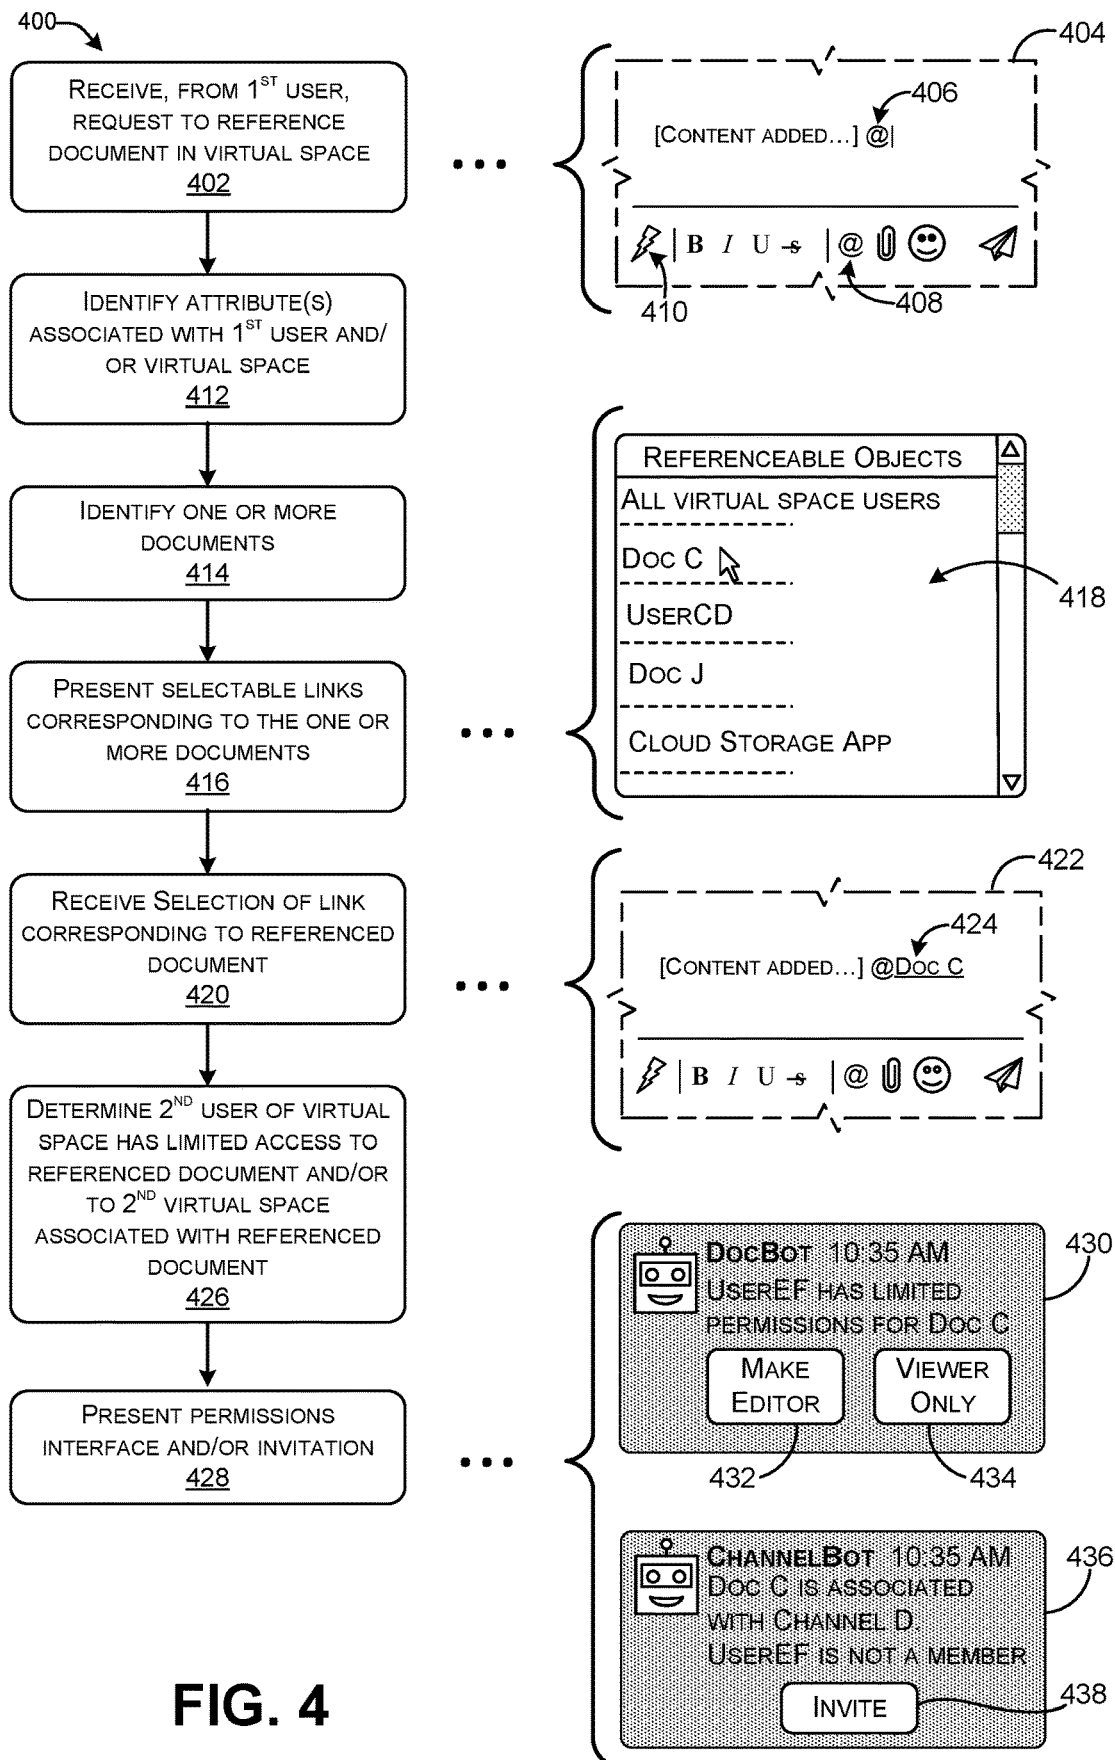 400
RECEIVE, FROM 1ST USER,
REQUEST TO REFERENCE
DOCUMENT IN VIRTUAL SPACE
402
IDENTIFY ATTRIBUTE(S)
ASSOCIATED WITH 1ST USER AND/
OR VIRTUAL SPACE
412
IDENTIFY ONE OR MORE
DOCUMENTS
414
PRESENT SELECTABLE LINKS
CORRESPONDING TO THE ONE OR
MORE DOCUMENTS
416
RECEIVE SELECTION OF LINK
CORRESPONDING TO REFERENCED
DOCUMENT
420
DETERMINE 2ND USER OF VIRTUAL
SPACE HAS LIMITED ACCESS TO
REFERENCED DOCUMENT AND/OR
TO 2ND VIRTUAL SPACE
ASSOCIATED WITH REFERENCED
DOCUMENT
426
PRESENT PERMISSIONS
INTERFACE AND/OR INVITATION
428
404
406
[CONTENT ADDED...] @|
| B I U s | @
410
408
REFERENCEABLE OBJECTS
ALL VIRTUAL SPACE USERS
DOC C
USERCD
DOC J
CLOUD STORAGE APP
418
422
424
[CONTENT ADDED...] @DOC C
| B I U s | @
DOCBOT 10:35 AM
USEREF HAS LIMITED
PERMISSIONS FOR DOC C
MAKE
EDITOR
VIEWER
ONLY
430
432
434
CHANNELBOT 10:35 AM
DOC C IS ASSOCIATED
WITH CHANNEL D.
USEREF IS NOT A MEMBER
INVITE
436
438
FIG. 4